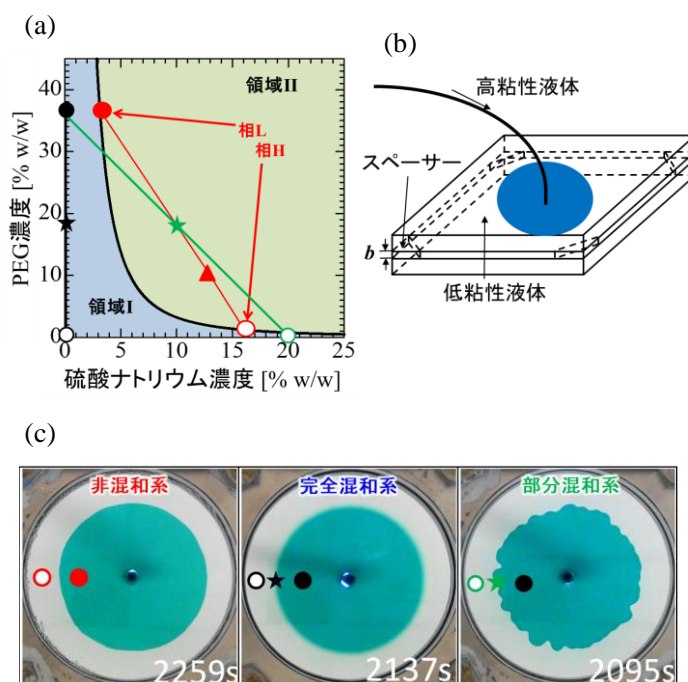 (a)
領域II
相L
相H
領域I
PEG濃度 [% w/w]
40
30
20
10
0
0
5
10
15
20
25
硫酸ナトリウム濃度 [% w/w]
(b)
高粘性液体
スペーサー
b
低粘性液体
(c)
非混和系
2259s
完全混和系
2137s
部分混和系
2095s